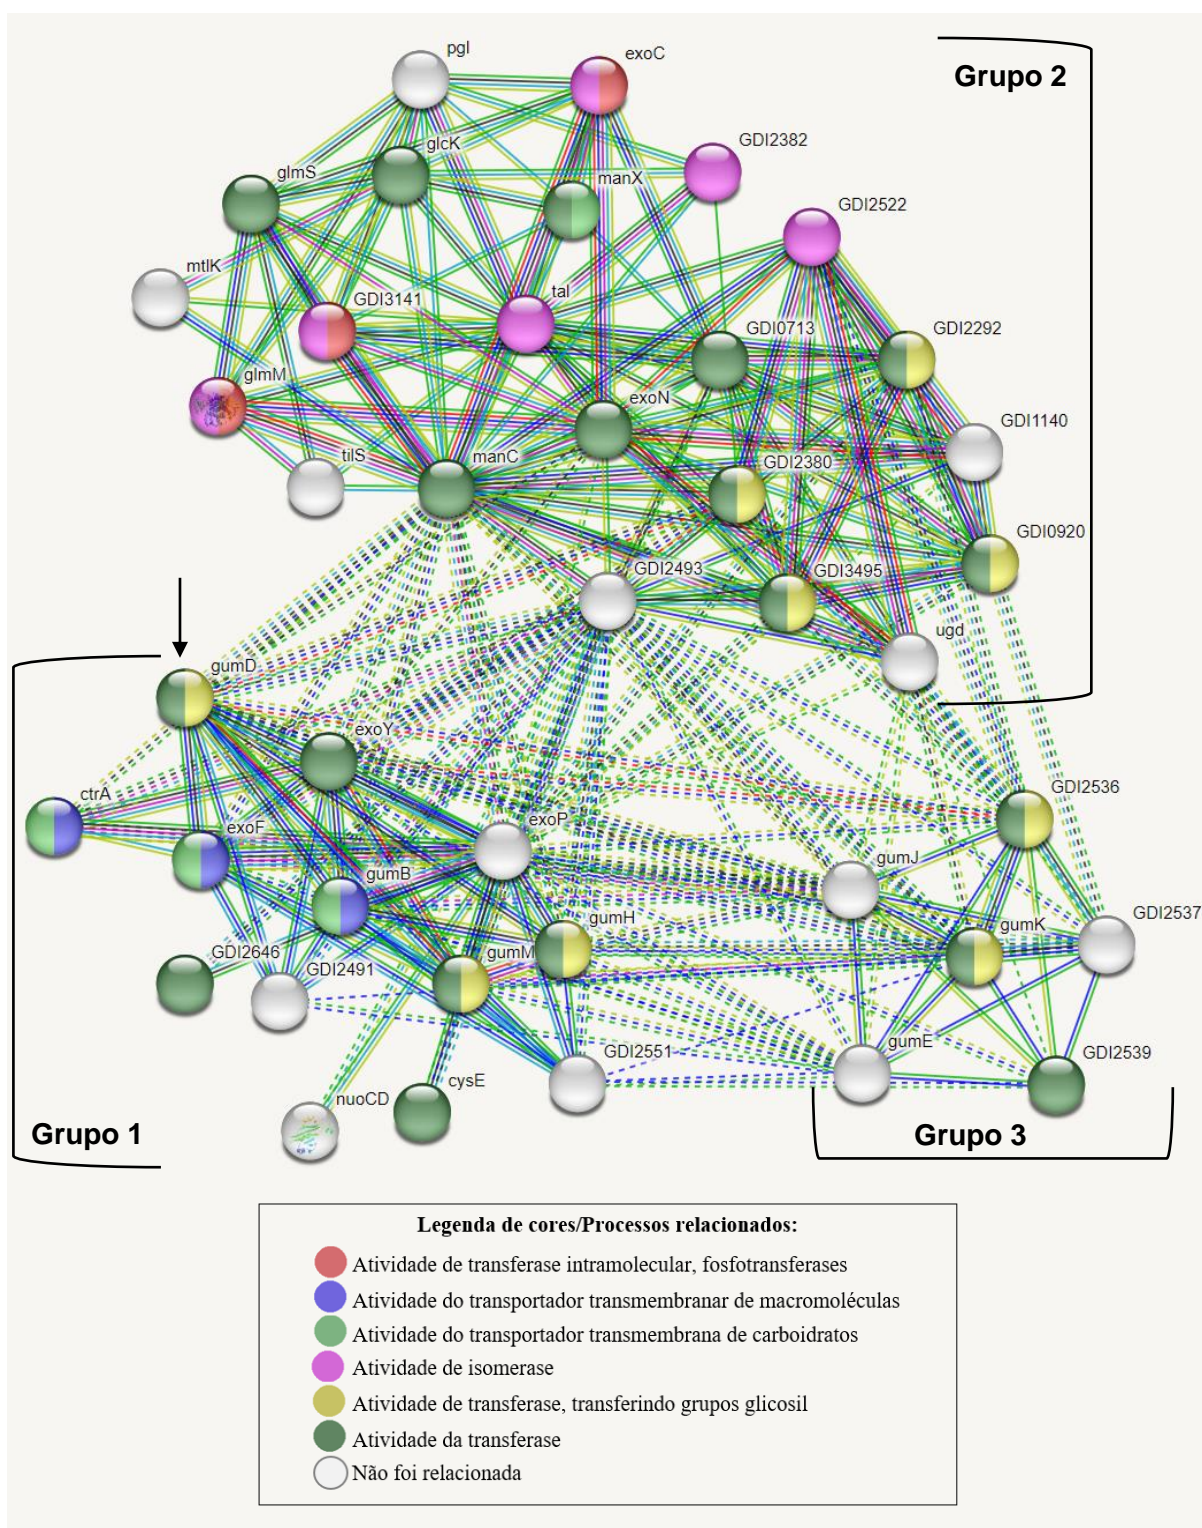 pgl
exoC
Grupo 2
GDI2382
glcK
glmS
manX
GDI2522
mtlK
GDI3141
tal
GDI0713
GDI2292
glmM
exoN
GDI1140
tilS
manC
GDI2380
GDI0920
GDI2493
GDI3495
ugd
gumD
exoY
GDI2536
ctrA
exoF
exoP
gumJ
gumB
gumH
GDI2537
gumK
GDI2646
GDI2491
gumM
gumE
GDI2551
GDI2539
cysE
nuoCD
Grupo 1
Grupo 3
Legenda de cores/Processos relacionados:
Atividade de transferase intramolecular, fosfotransferases
Atividade do transportador transmembranar de macromoléculas
Atividade do transportador transmembrana de carboidratos
Atividade de isomerase
Atividade de transferase, transferindo grupos glicosil
Atividade da transferase
Não foi relacionada